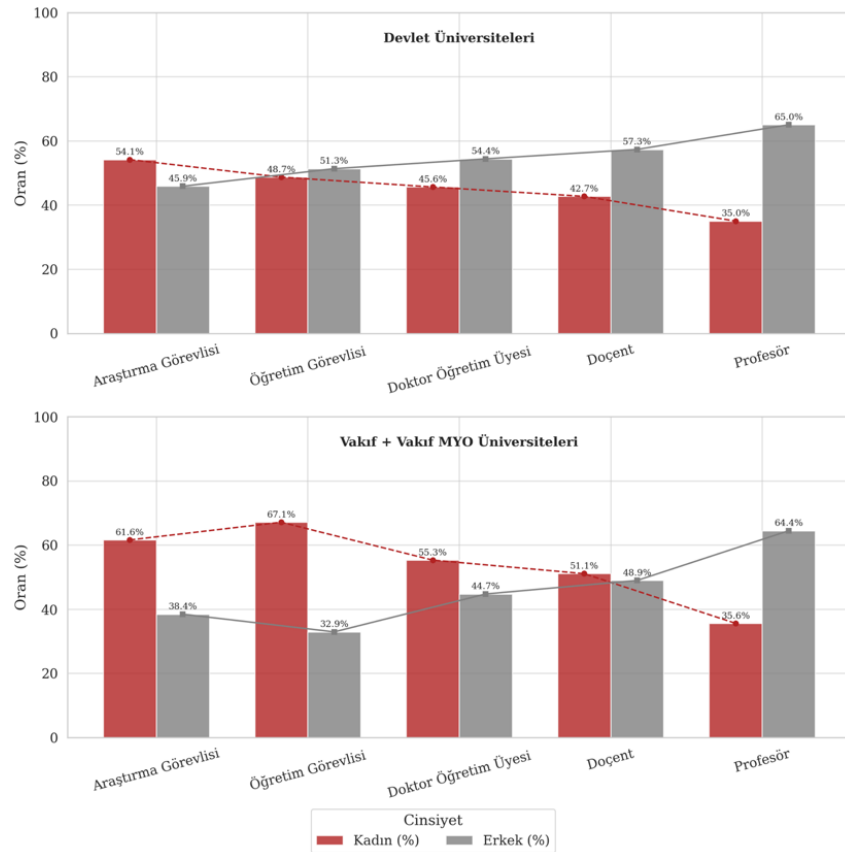 Devlet Üniversiteleri
Oran (%)
100
80
60
40
20
0
54.1%
45.9%
48.7%
51.3%
45.6%
54.4%
42.7%
57.3%
35.0%
65.0%
Araştırma Görevlisi
Öğretim Görevlisi
Doktor Öğretim Üyesi
Doçent
Profesör
Vakıf + Vakıf MYO Üniversiteleri
Oran (%)
100
80
60
40
20
0
61.6%
38.4%
67.1%
32.9%
55.3%
44.7%
51.1%
48.9%
35.6%
64.4%
Araştırma Görevlisi
Öğretim Görevlisi
Doktor Öğretim Üyesi
Doçent
Profesör
Cinsiyet
Kadın (%) Erkek (%)